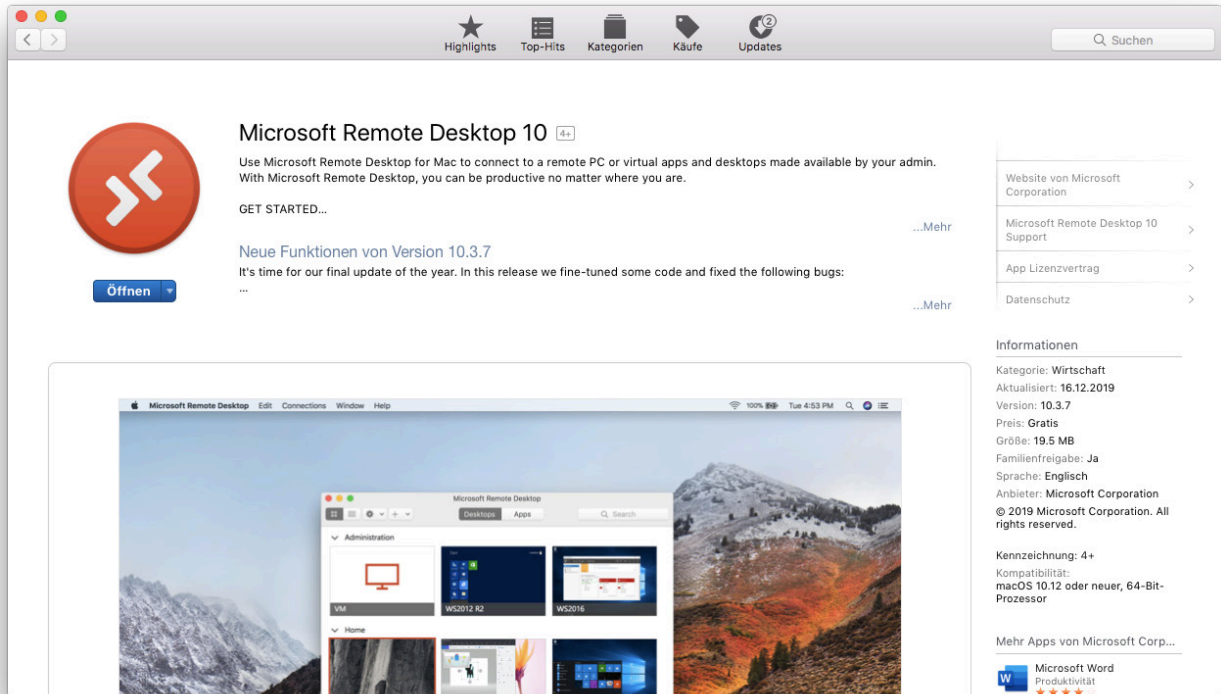 2
Highlights
Top-Hits
Kategorien
Käufe
Updates
Suchen
Microsoft Remote Desktop 10 4+
Use Microsoft Remote Desktop for Mac to connect to a remote PC or virtual apps and desktops made available by your admin.
With Microsoft Remote Desktop, you can be productive no matter where you are.
GET STARTED...
...Mehr
Neue Funktionen von Version 10.3.7
It's time for our final update of the year. In this release we fine-tuned some code and fixed the following bugs:
...
...Mehr
Öffnen
Website von Microsoft
Corporation
Microsoft Remote Desktop 10
Support
App Lizenzvertrag
Datenschutz
Informationen
Kategorie: Wirtschaft
Aktualisiert: 16.12.2019
Version: 10.3.7
Preis: Gratis
Größe: 19.5 MB
Familienfreigabe: Ja
Sprache: Englisch
Anbieter: Microsoft Corporation
© 2019 Microsoft Corporation. All
rights reserved.
Kennzeichnung: 4+
Kompatibilität:
macOS 10.12 oder neuer, 64-Bit-
Prozessor
Mehr Apps von Microsoft Corp...
W
Microsoft Word
Produktivität
Microsoft Remote Desktop Edit Connections Window Help
100% Tue 4:53 PM
Microsoft Remote Desktop
Desktops Apps
Search
Administration
VM
WS2012 R2
WS2016
Home